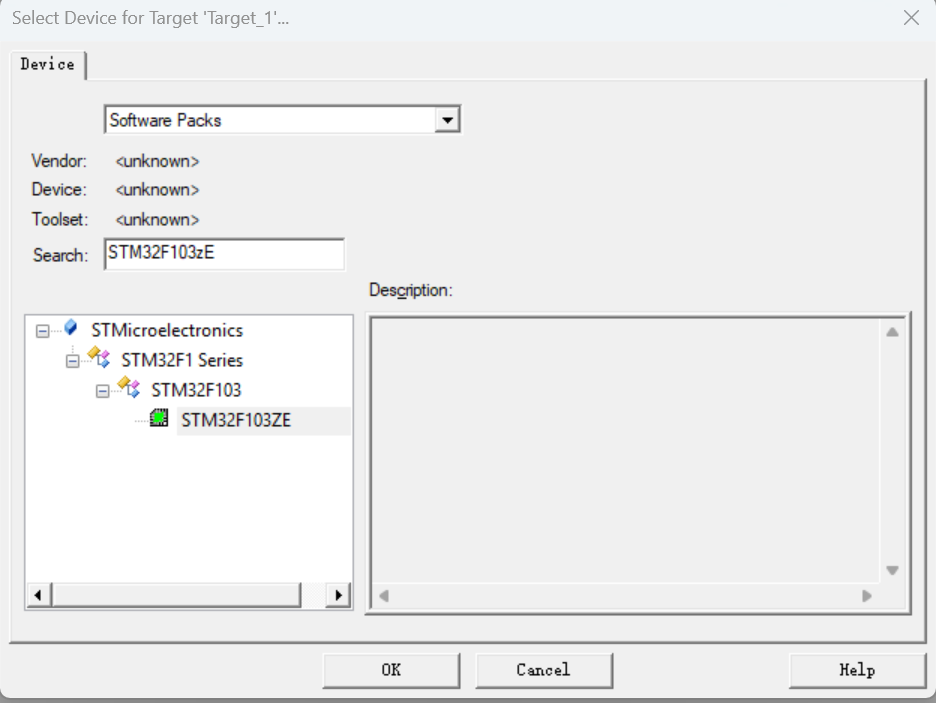 Select Device for Target 'Target_1'...
Device
Software Packs
Vendor: <unknown>
Device: <unknown>
Toolset: <unknown>
Search: STM32F103zE
Description:
STMicroelectronics
STM32F1 Series
STM32F103
STM32F103ZE
OK Cancel Help